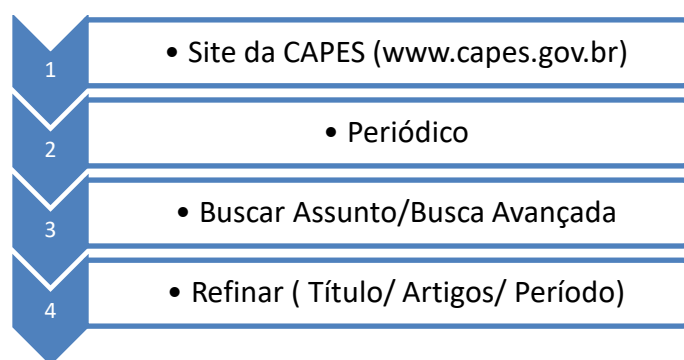 1
• Site da CAPES (www.capes.gov.br)
2
• Periódico
3
• Buscar Assunto/Busca Avançada
4
• Refinar ( Título/ Artigos/ Período)